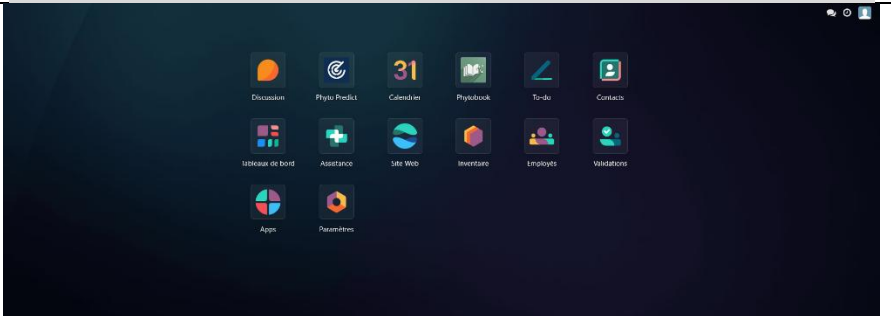 31
Discussion Phyto Predict Calendrier Phytobook To-do Contacts
Tableaux de bord Assistance Site Web Inventaire Employés Validations
Apps Paramètres